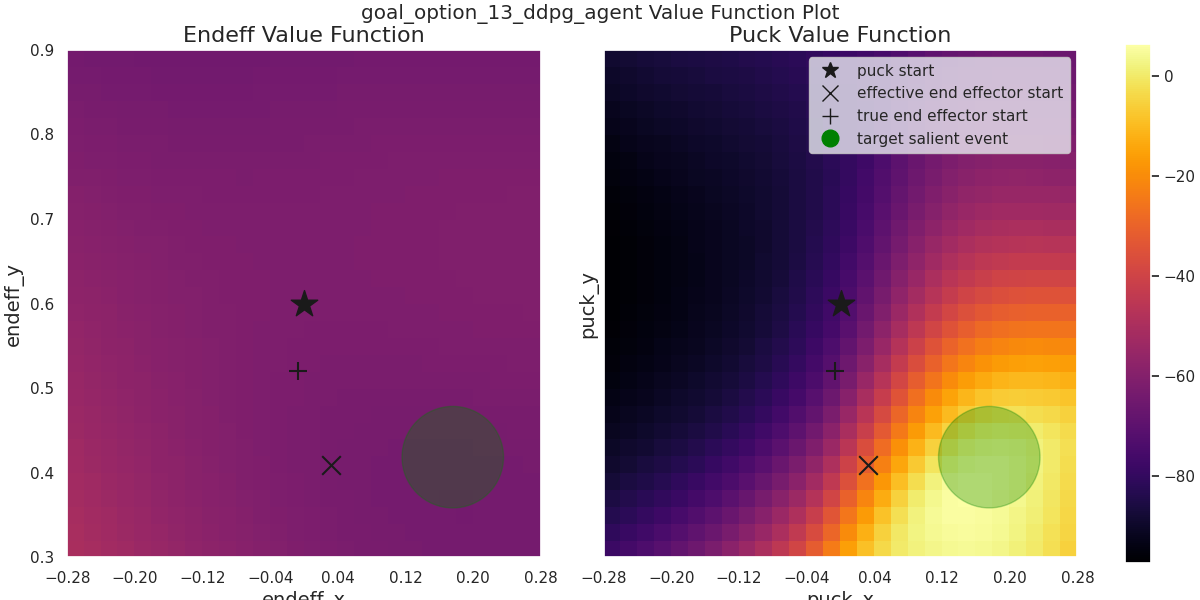 goal_option_13_ddpg_agent Value Function Plot
Endeff Value Function
Puck Value Function
puck start
effective end effector start
true end effector start
target salient event
endeff_y
0.9
0.8
0.7
0.6
0.5
0.4
0.3
−0.28 −0.20 −0.12 −0.04 0.04 0.12 0.20 0.28
endeff_x
puck_y
−0.28 −0.20 −0.12 −0.04 0.04 0.12 0.20 0.28
puck_x
0
−20
−40
−60
−80